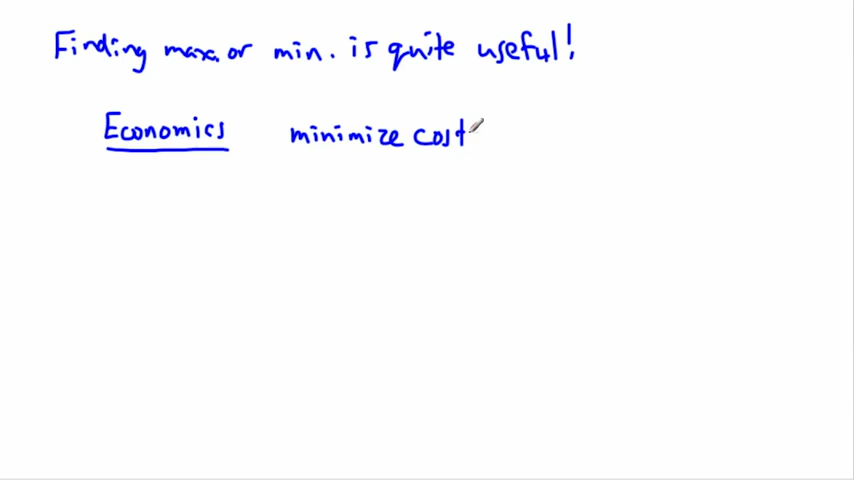 Finding max. or min. is quite useful!
Economics minimize cost